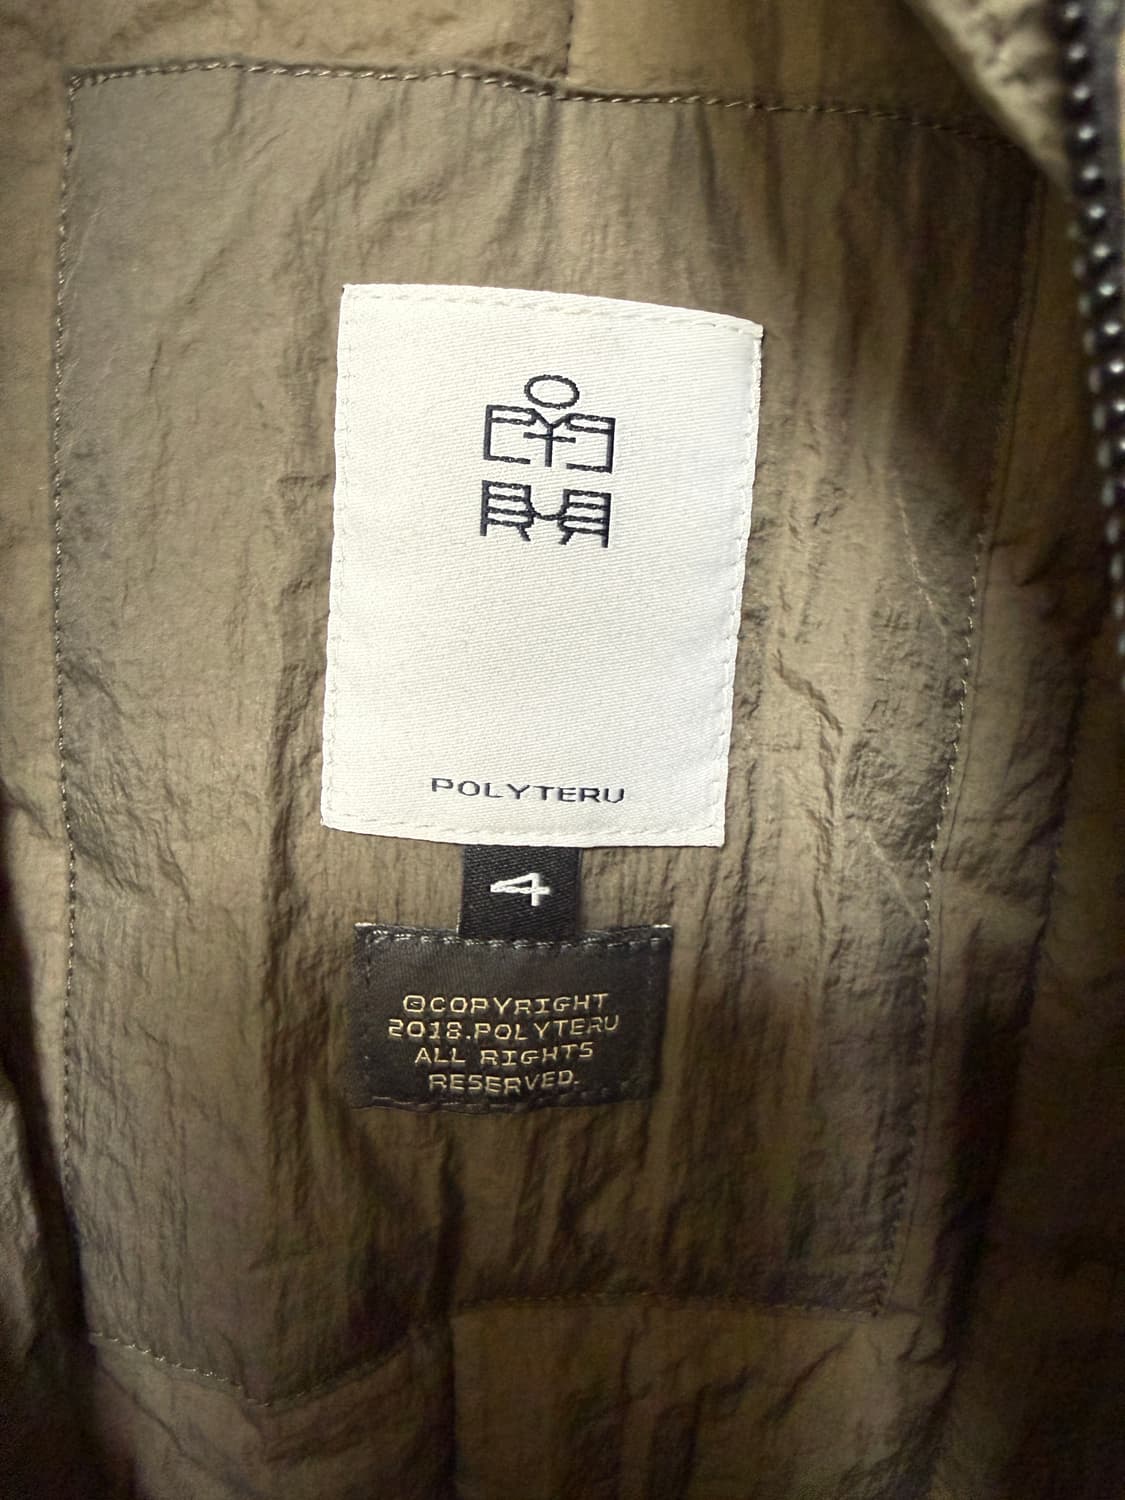 POLYTERU
4
©COPYRIGHT
2018.POLYTERU
ALL RIGHTS
RESERVED.